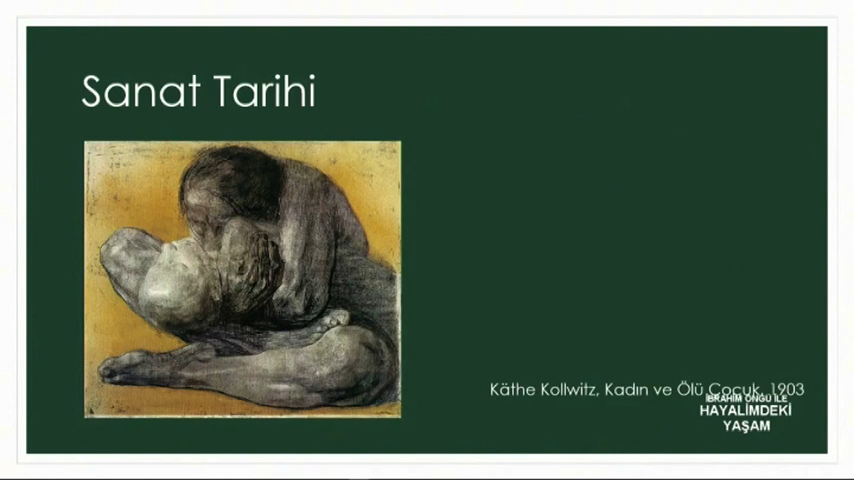 Sanat Tarihi
Käthe Kollwitz, Kadın ve Ölü Çocuk, 1903
İBRAHİM ÖNGÜ İLE
HAYALİMDEKİ
YAŞAM